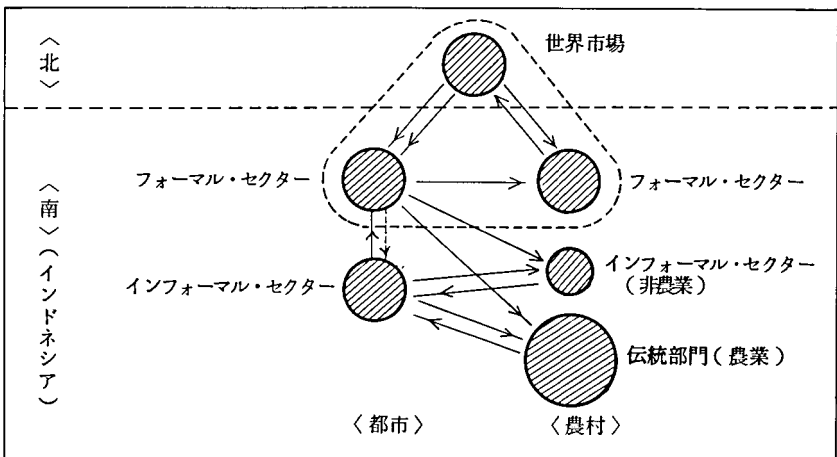 〈北〉
世界市場
〈南〉(インドネシア)
フォーマル・セクター
フォーマル・セクター
インフォーマル・セクター
インフォーマル・セクター
(非農業)
伝統部門(農業)
〈都市〉
〈農村〉